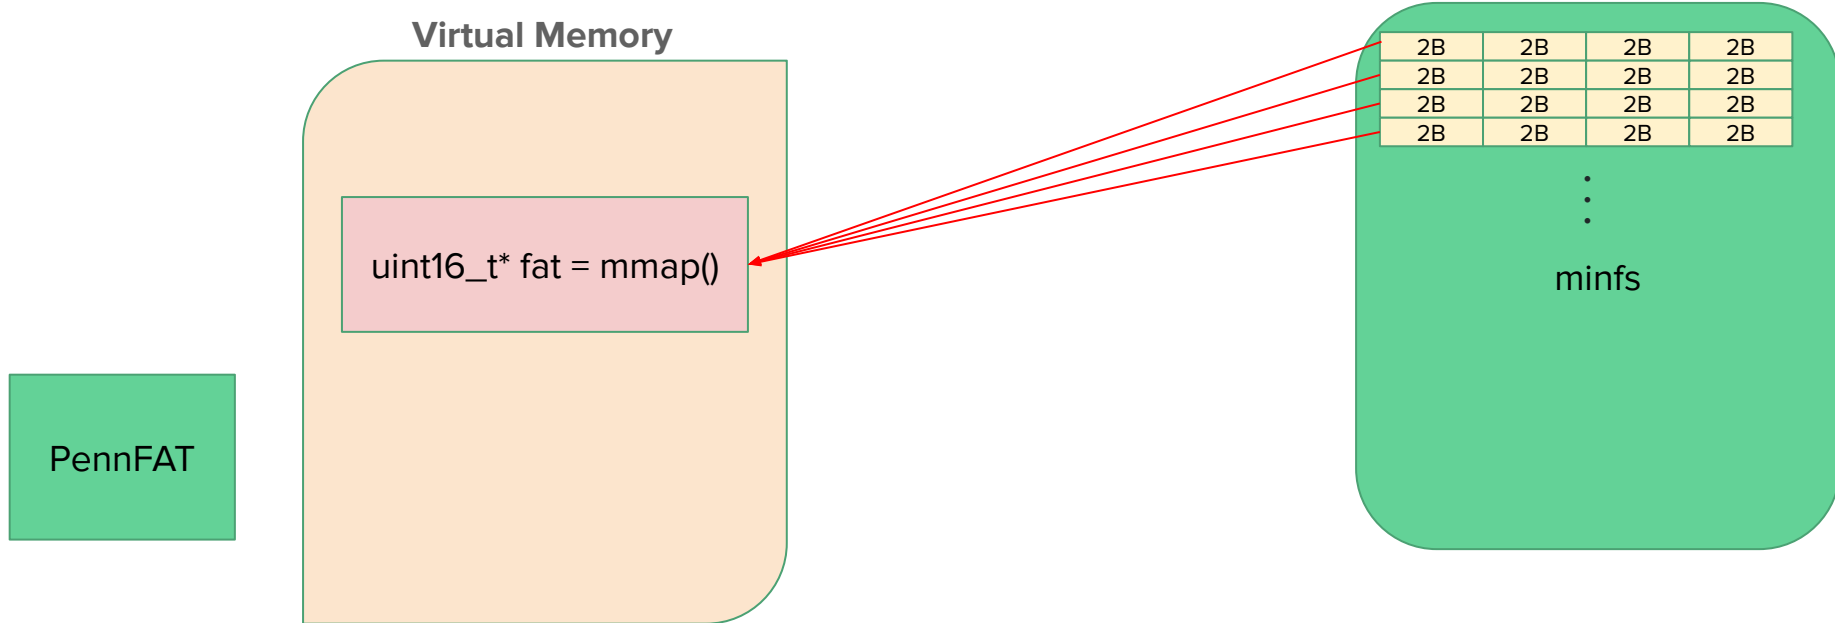 Virtual Memory
uint16_t* fat = mmap()
PennFAT
2B 2B 2B 2B
2B 2B 2B 2B
2B 2B 2B 2B
2B 2B 2B 2B
minfs